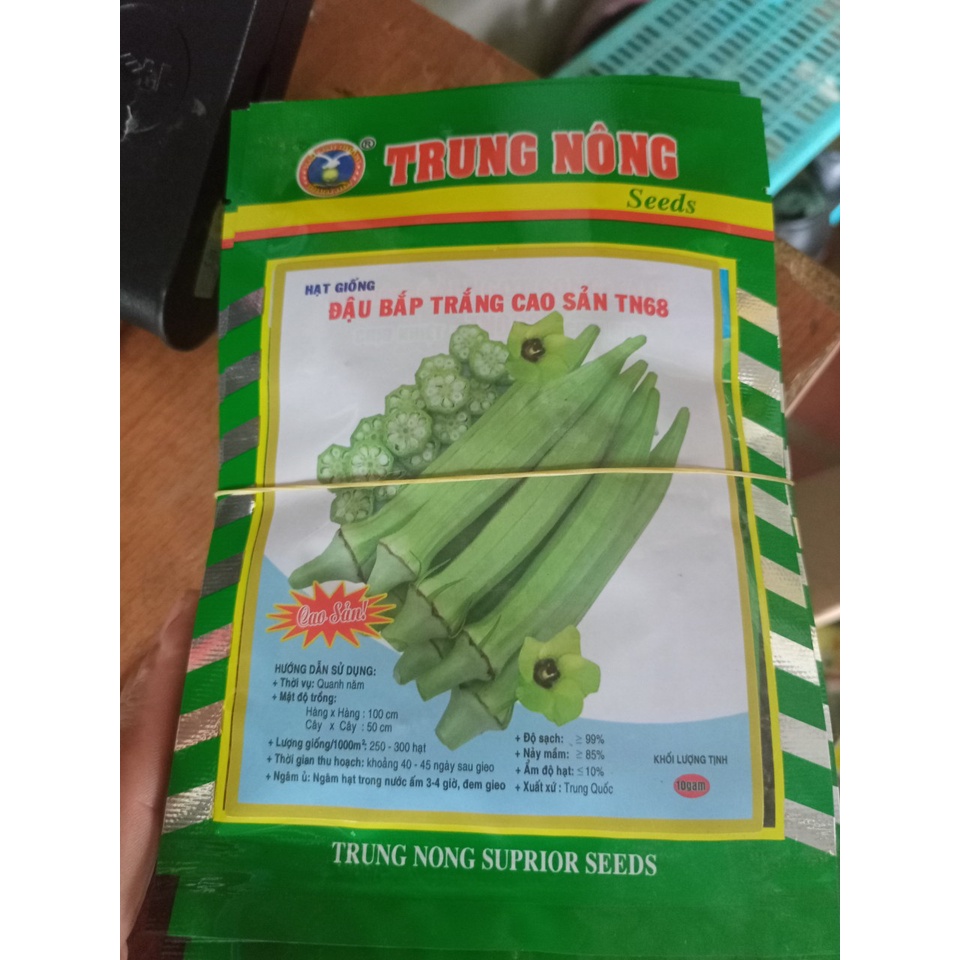 ®
TRUNG NÔNG
Seeds
HẠT GIỐNG
ĐẬU BẮP TRẮNG CAO SẢN TN68
Cao Sản!
HƯỚNG DẪN SỬ DỤNG:
+ Thời vụ: Quanh năm
+ Mật độ trồng:
Hàng x Hàng : 100 cm
Cây x Cây : 50 cm
+ Lượng giống/1000m²: 250 - 300 hạt
+ Thời gian thu hoạch: khoảng 40 - 45 ngày sau gieo
+ Ngâm ủ: Ngâm hạt trong nước ấm 3-4 giờ, đem gieo
+ Độ sạch: ≥ 99%
+ Nảy mầm: ≥ 85%
+ Ẩm độ hạt: ≤ 10%
+ Xuất xứ : Trung Quốc
KHỐI LƯỢNG TỊNH
10gam
TRUNG NONG SUPRIOR SEEDS